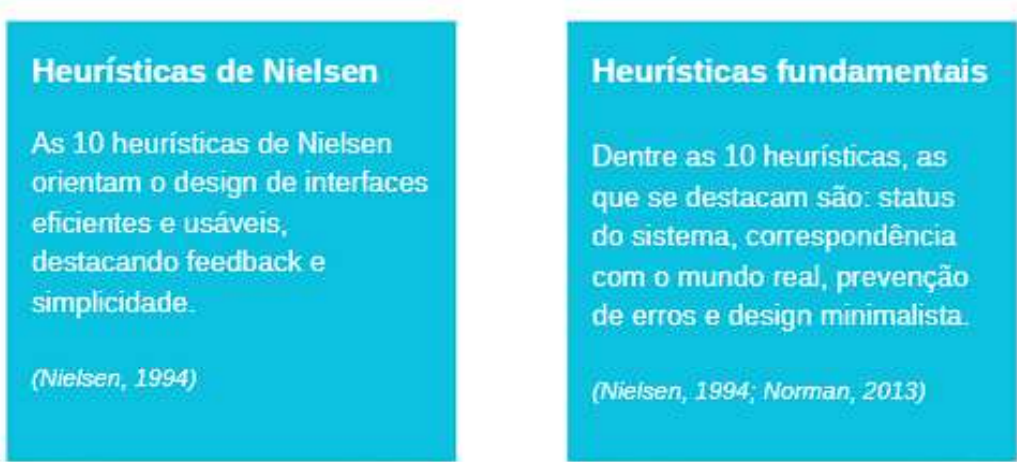 Heurísticas de Nielsen
As 10 heurísticas de Nielsen
orientam o design de interfaces
eficientes e usáveis,
destacando feedback e
simplicidade.
(Nielsen, 1994)
Heurísticas fundamentais
Dentre as 10 heurísticas, as
que se destacam são: status
do sistema, correspondência
com o mundo real, prevenção
de erros e design minimalista.
(Nielsen, 1994; Norman, 2013)